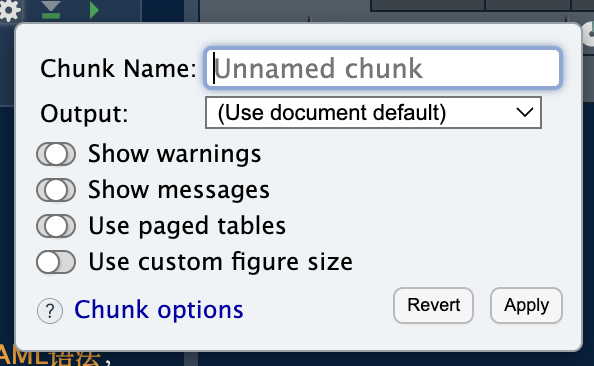 Chunk Name: Unnamed chunk
Output: (Use document default)
Show warnings
Show messages
Use paged tables
Use custom figure size
? Chunk options Revert Apply
AML语法,